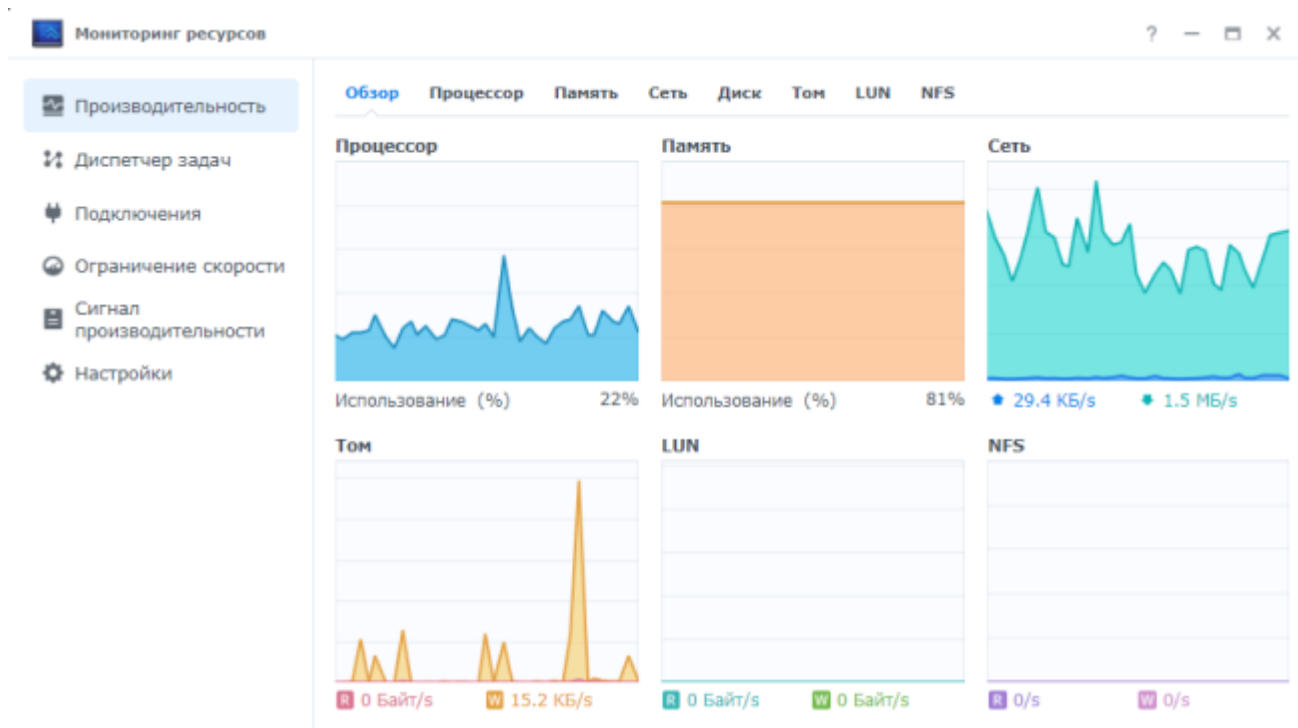 Мониторинг ресурсов
?
Производительность
Диспетчер задач
Подключения
Ограничение скорости
Сигнал
производительности
Настройки
Обзор Процессор Память Сеть Диск Том LUN NFS
Процессор
Использование (%) 22%
Память
Использование (%) 81%
Сеть
29.4 КБ/s 1.5 МБ/s
Том
R 0 Байт/s W 15.2 КБ/s
LUN
R 0 Байт/s W 0 Байт/s
NFS
R 0/s W 0/s